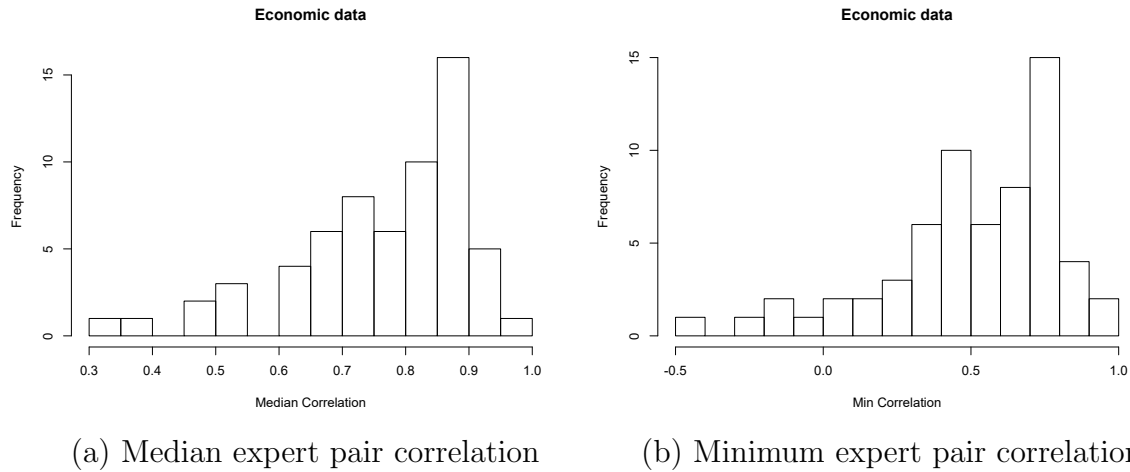 Economic data
Frequency
0
5
10
15
0.3 0.4 0.5 0.6 0.7 0.8 0.9 1.0
Median Correlation
(a) Median expert pair correlation
Economic data
Frequency
0
5
10
15
-0.5 0.0 0.5 1.0
Min Correlation
(b) Minimum expert pair correlation